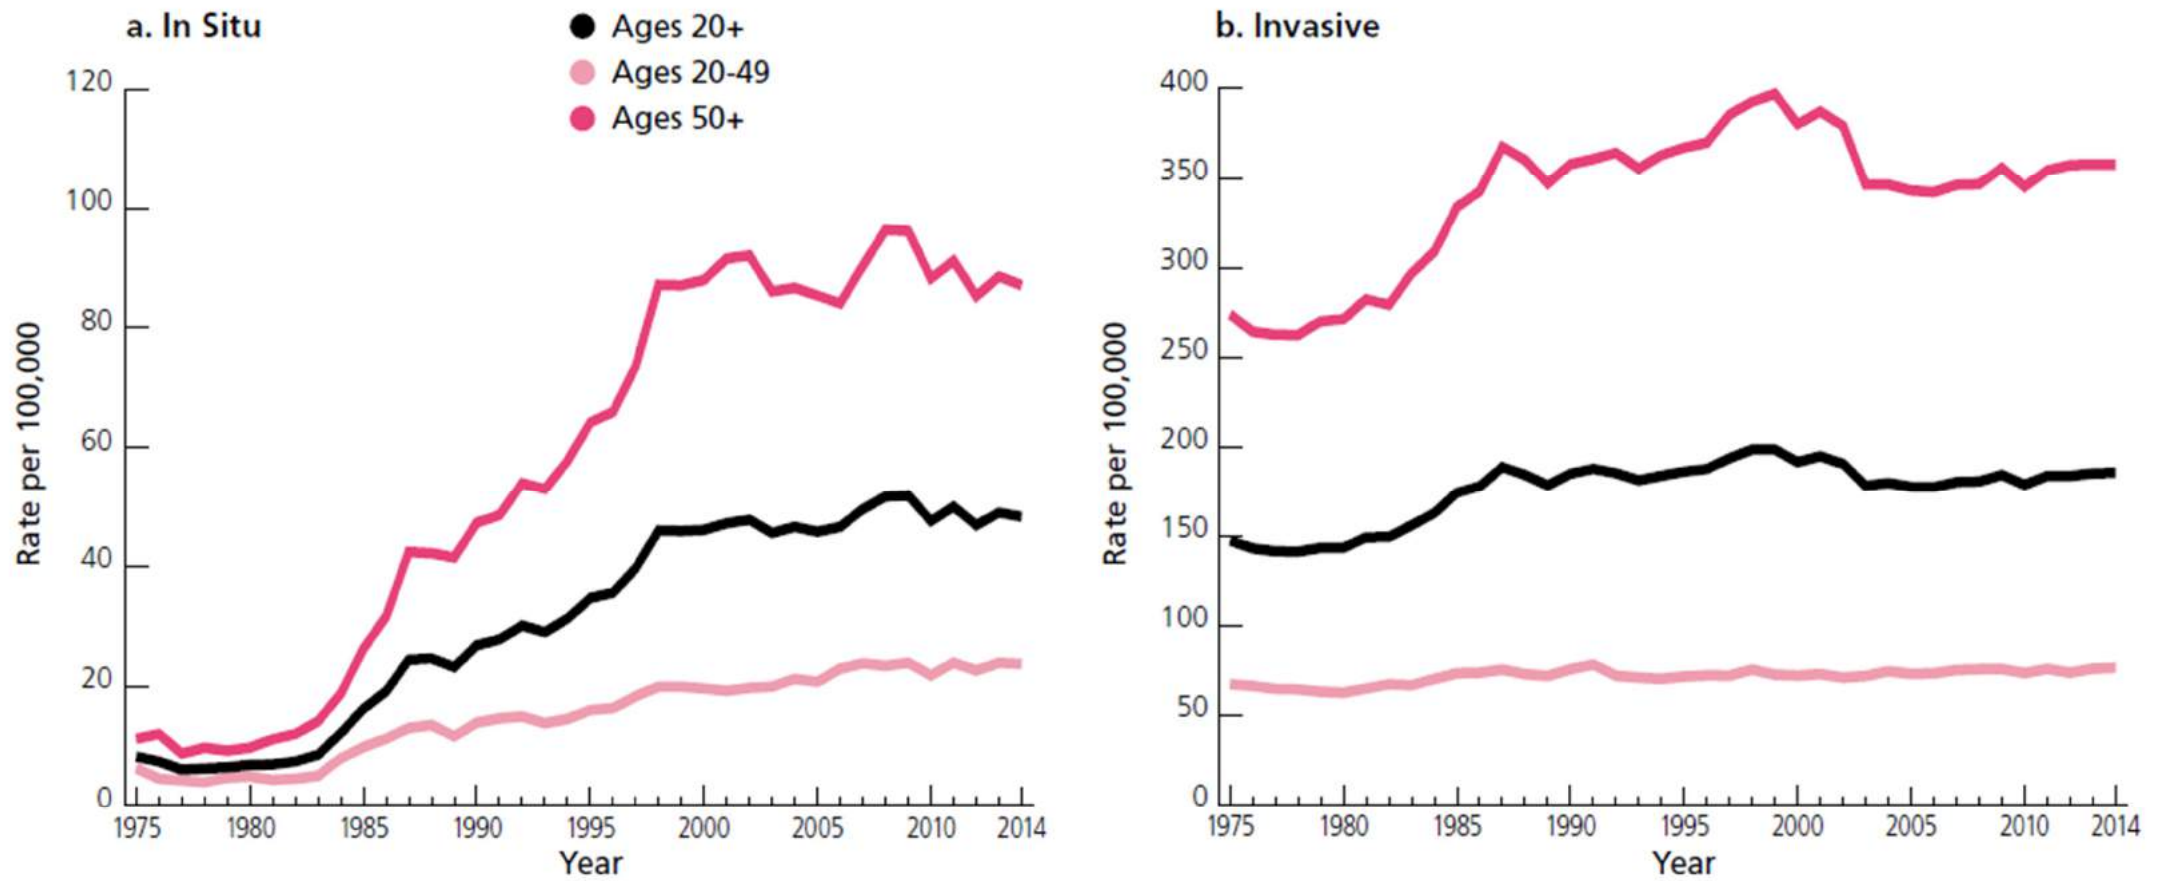 a. In Situ
Ages 20+
Ages 20-49
Ages 50+
120
100
80
60
40
20
0
Rate per 100,000
1975 1980 1985 1990 1995 2000 2005 2010 2014
Year
b. Invasive
400
350
300
250
200
150
100
50
0
Rate per 100,000
1975 1980 1985 1990 1995 2000 2005 2010 2014
Year